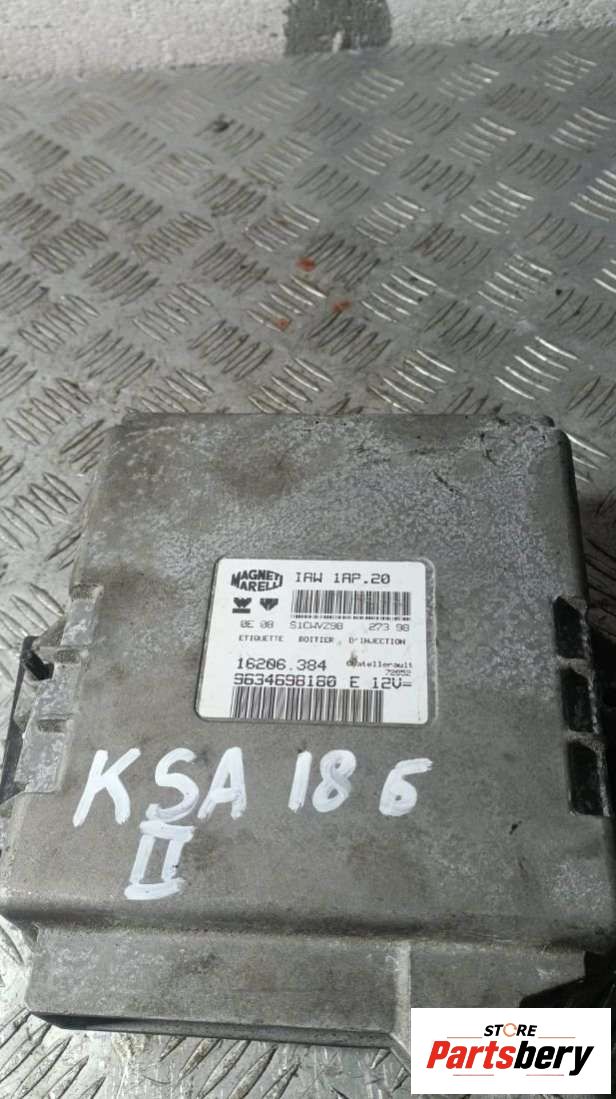 MAGNETI MARELLI
IAW 1AP.20
0E 08 S1CWVZ98 273 98
ETIQUETTE BOITIER D'INJECTION
16206.384 Chatellerault
9634698180 E 12V=
KSA 18 6
II
STORE
Partsbery